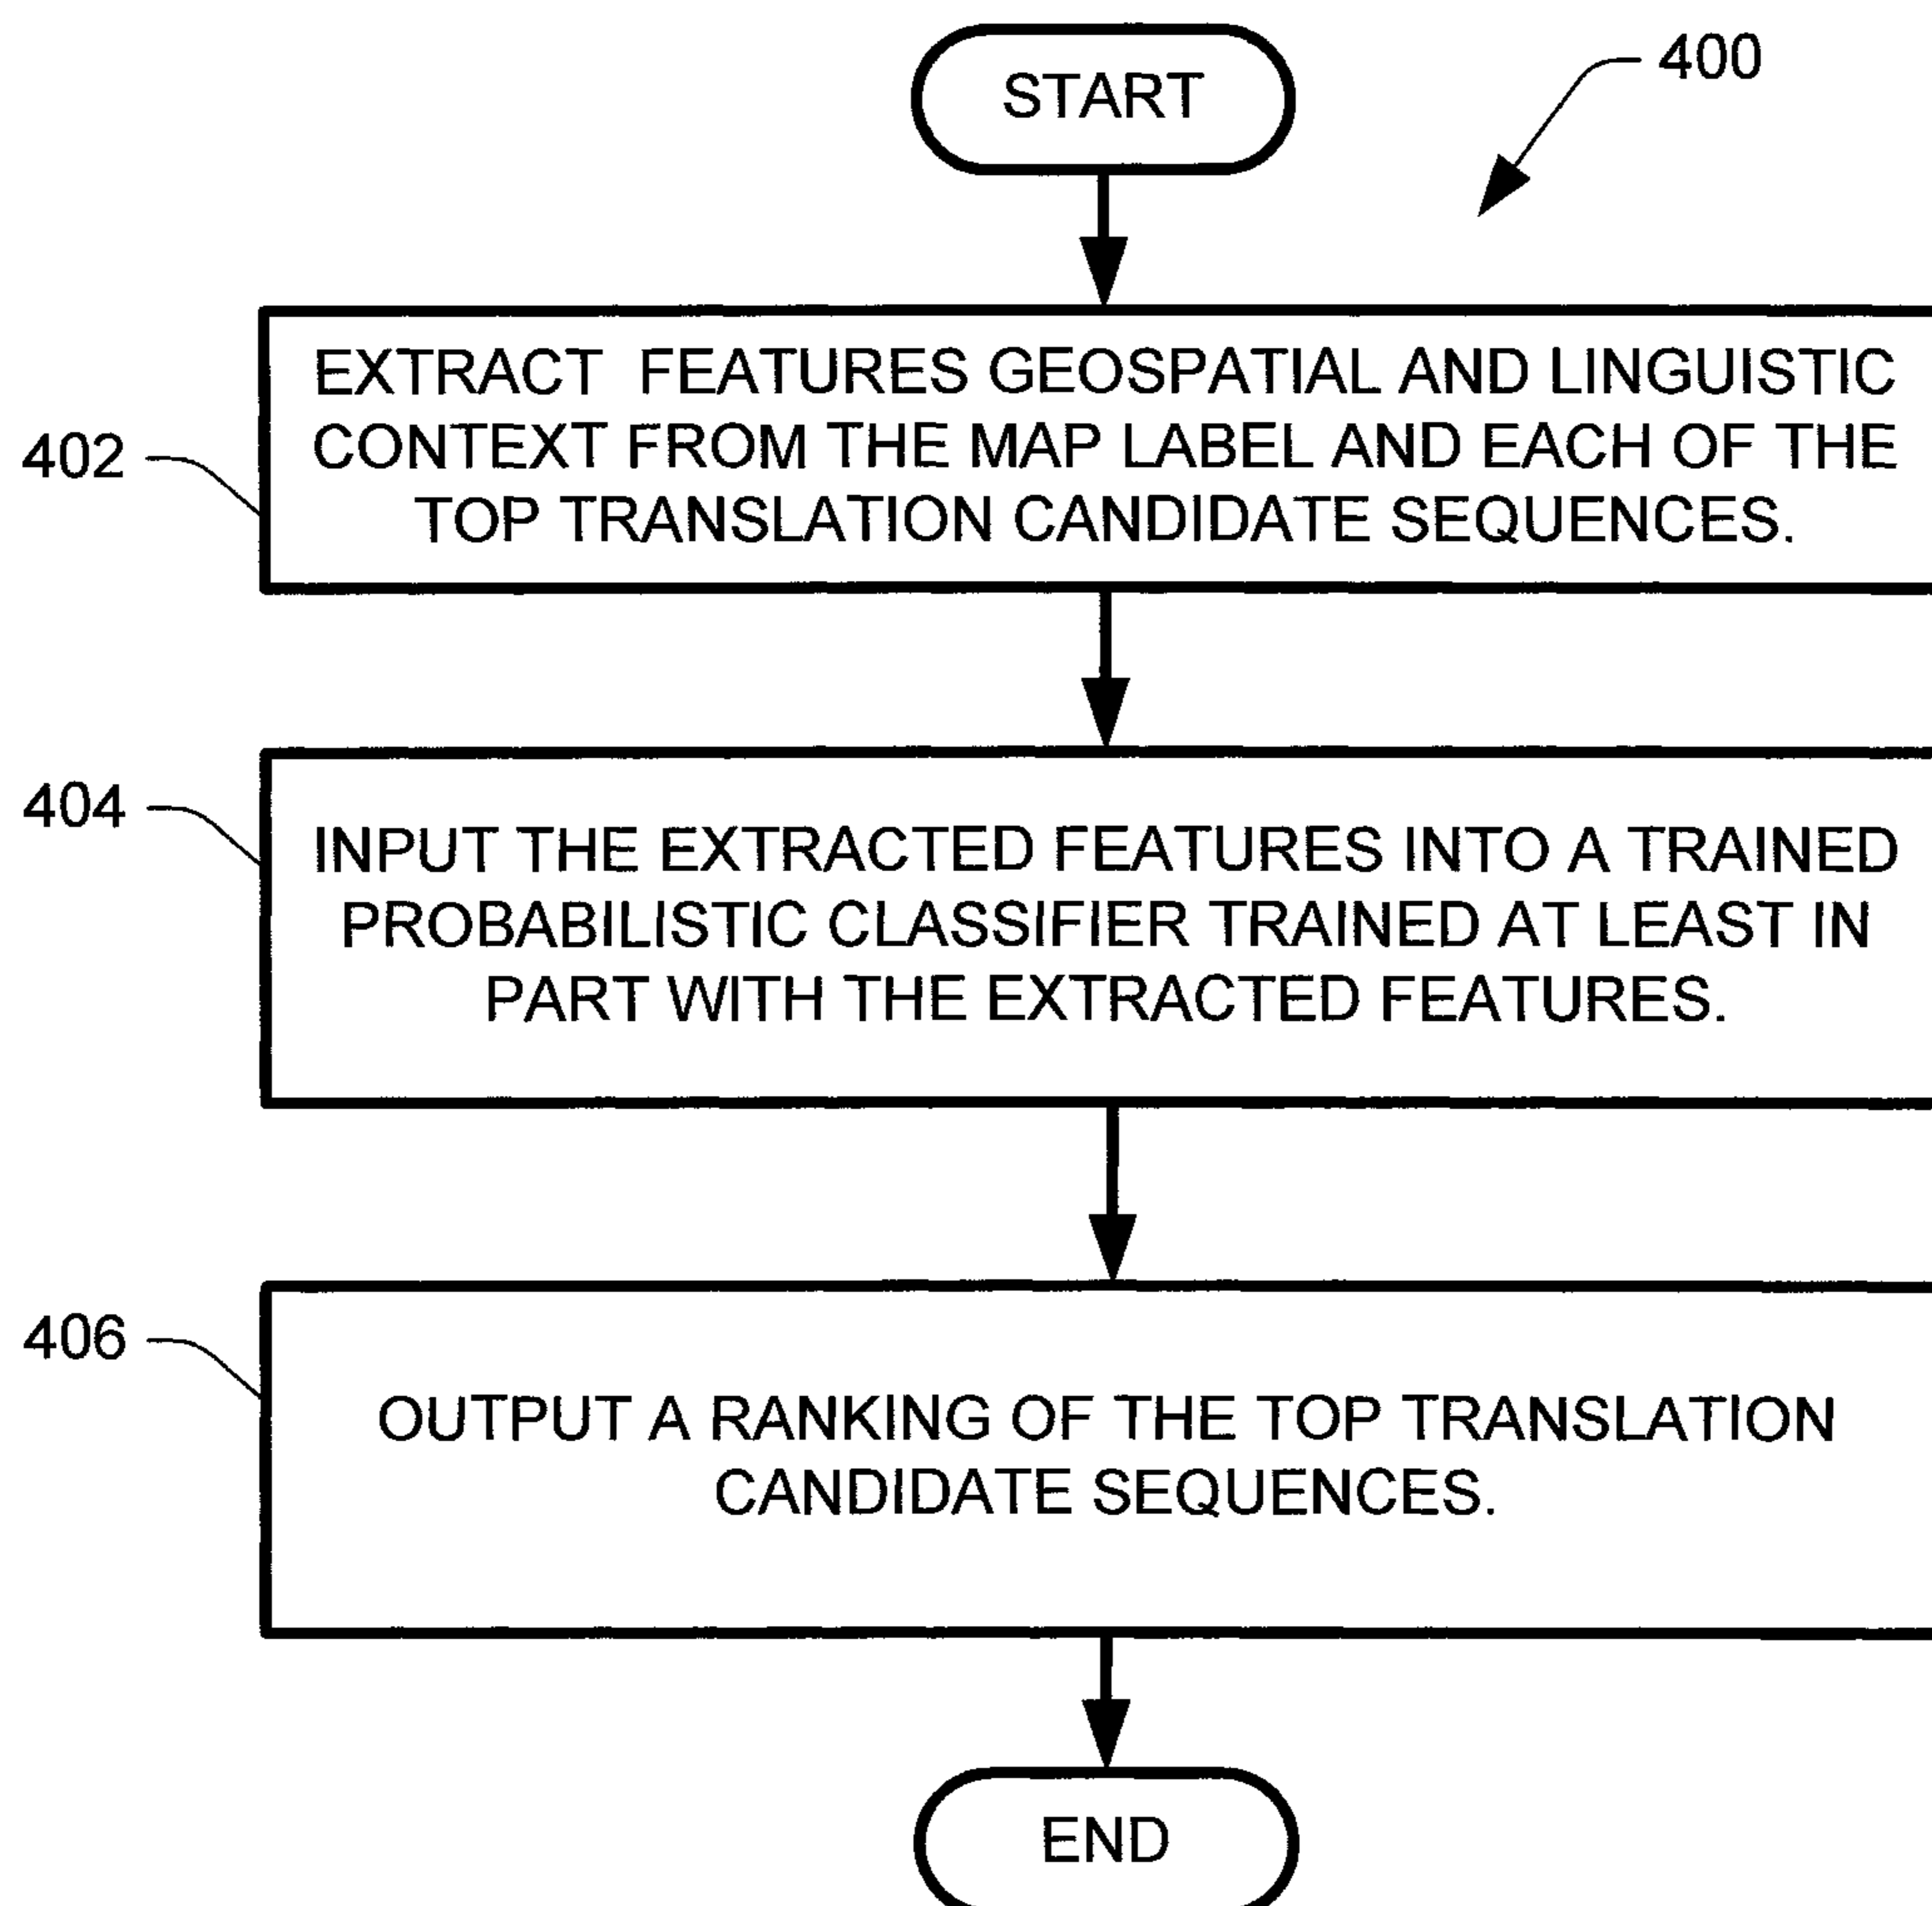 START
400
EXTRACT FEATURES GEOSPATIAL AND LINGUISTIC
CONTEXT FROM THE MAP LABEL AND EACH OF THE
TOP TRANSLATION CANDIDATE SEQUENCES.
402
404
INPUT THE EXTRACTED FEATURES INTO A TRAINED
PROBABILISTIC CLASSIFIER TRAINED AT LEAST IN
PART WITH THE EXTRACTED FEATURES.
406
OUTPUT A RANKING OF THE TOP TRANSLATION
CANDIDATE SEQUENCES.
END